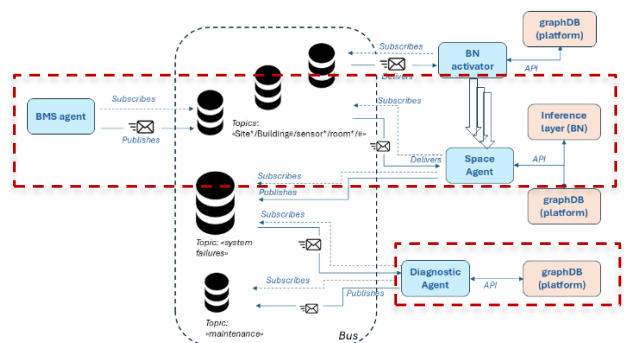 Subscribes
Delivers
BN
activator
API
graphDB
(platform)
BMS agent
Subscribes
Publishes
Topics:
«Site*/Building#/sensor*/room*/#»
Subscribes
Delivers
Space
Agent
API
Inference
layer (BN)
graphDB
(platform)
Subscribes
Publishes
Subscribes
Topic: «system
failures»
Subscribes
Publishes
Diagnostic
Agent
API
graphDB
(platform)
Topic:
«maintenance»
Bus